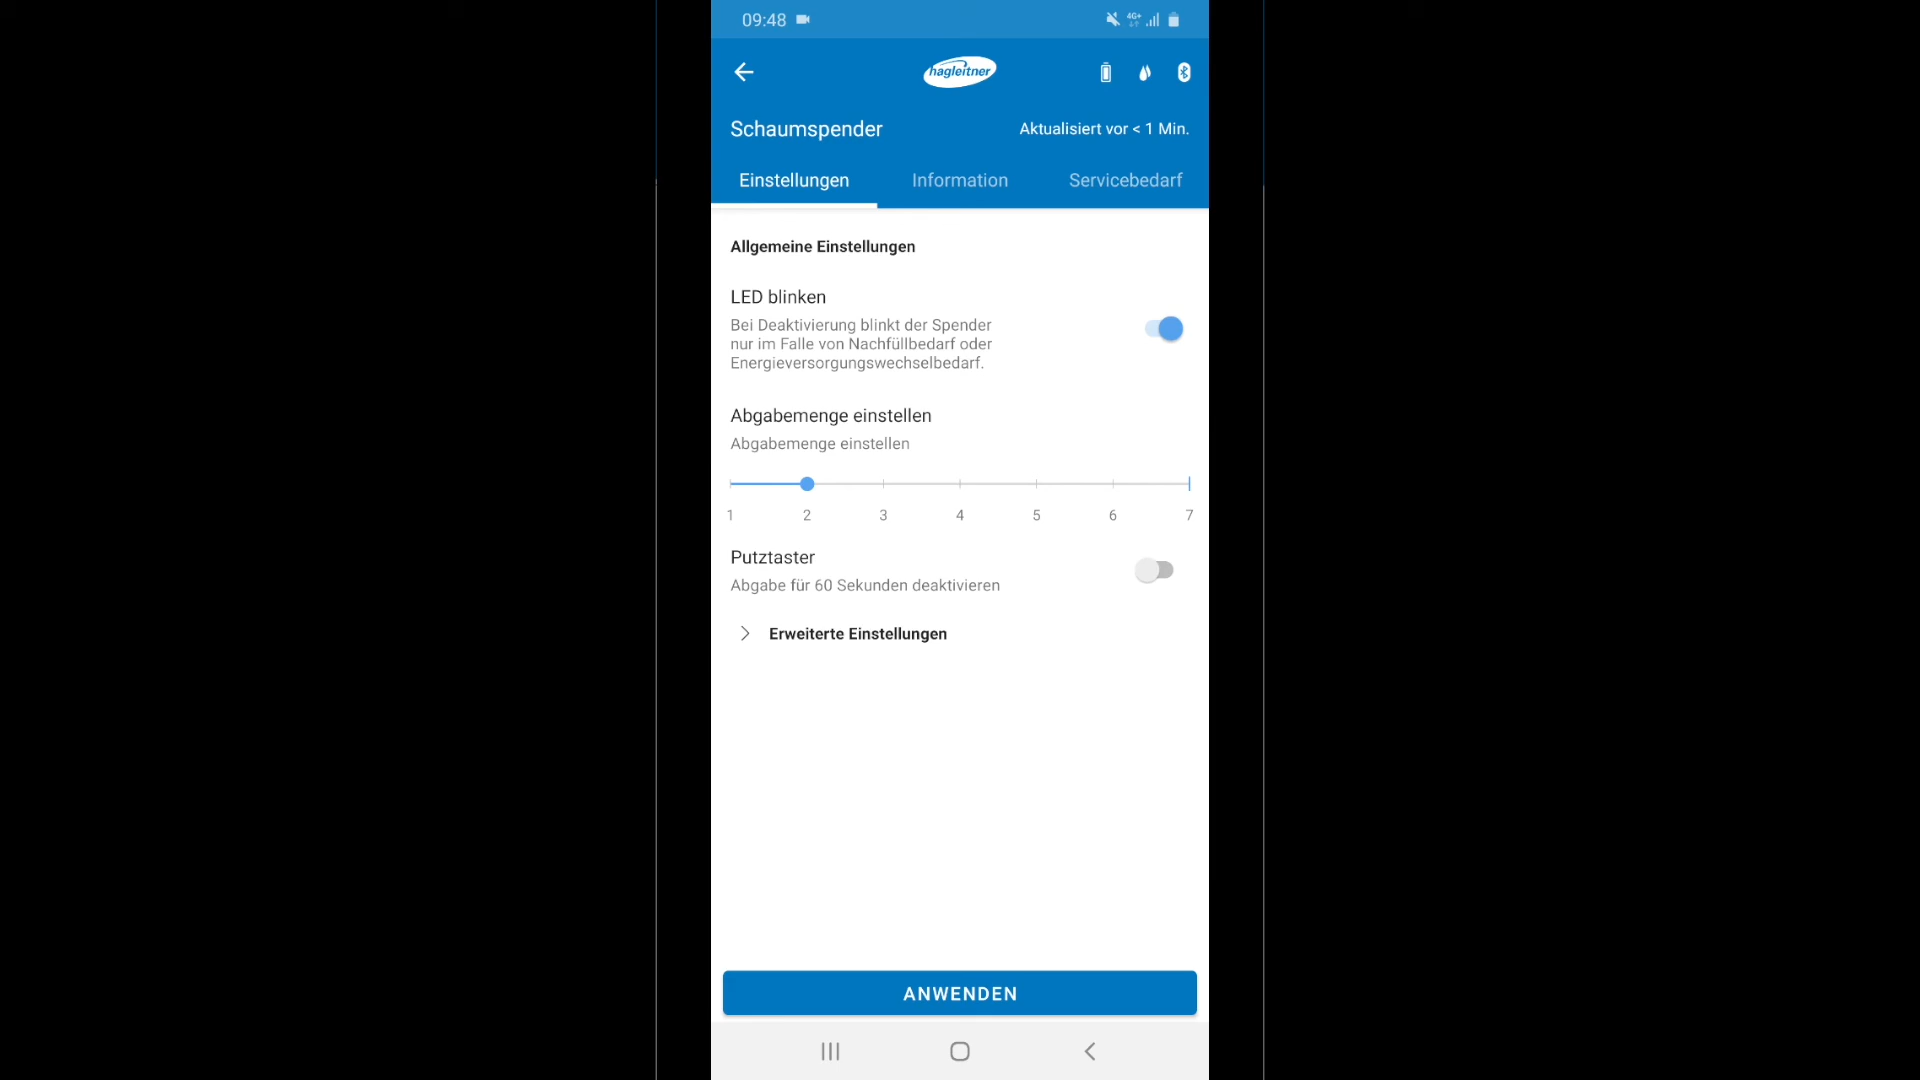 09:48
4G+
hagleitner
Schaumspender
Aktualisiert vor < 1 Min.
Einstellungen
Information
Servicebedarf
Allgemeine Einstellungen
LED blinken
Bei Deaktivierung blinkt der Spender
nur im Falle von Nachfüllbedarf oder
Energieversorgungswechselbedarf.
Abgabemenge einstellen
Abgabemenge einstellen
1 2 3 4 5 6 7
Putztaster
Abgabe für 60 Sekunden deaktivieren
Erweiterte Einstellungen
ANWENDEN